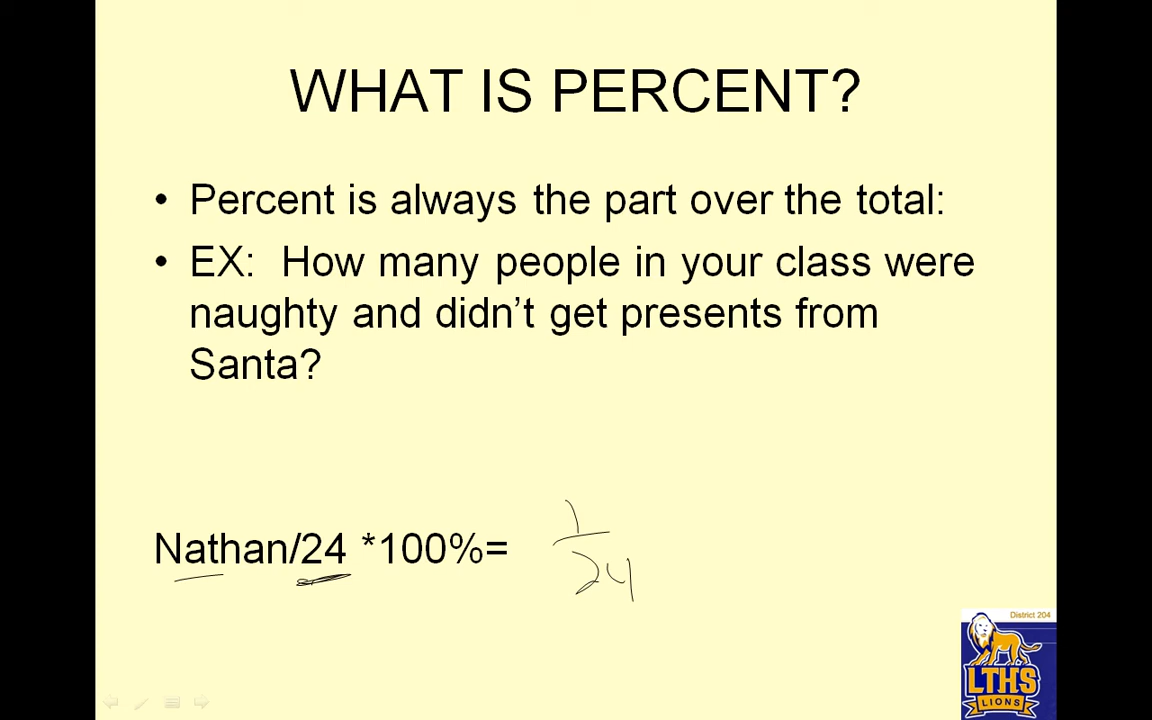 WHAT IS PERCENT?
• Percent is always the part over the total:
• EX:  How many people in your class were
naughty and didn't get presents from
Santa?
Nathan/24 *100%=
1
24
District 204
LTHS
LIONS